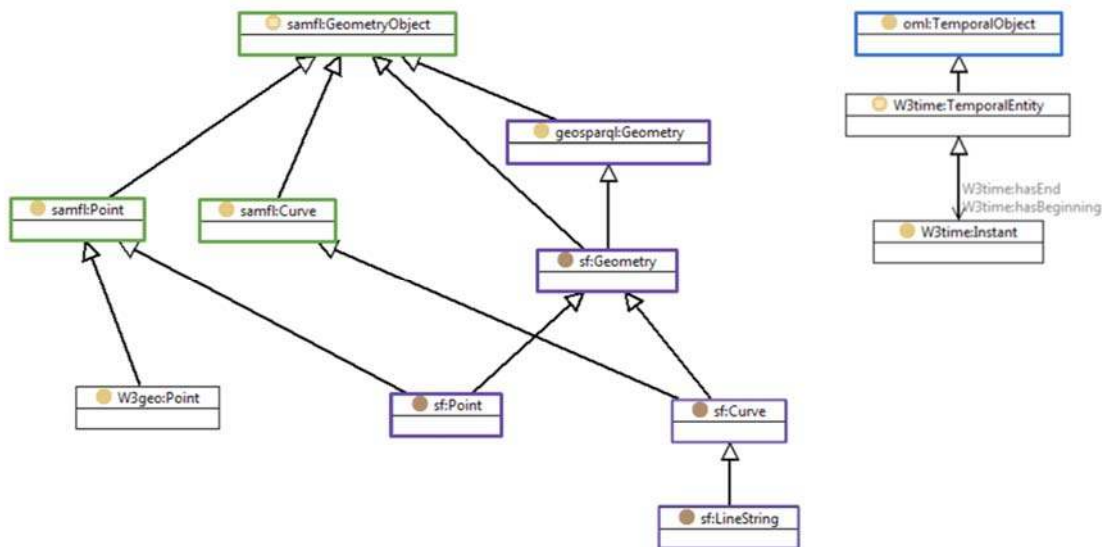 samfl:GeometryObject
oml:TemporalObject
W3time:TemporalEntity
geosparql:Geometry
W3time:hasEnd
W3time:hasBeginning
samfl:Point
samfl:Curve
W3time:Instant
sf:Geometry
W3geo:Point
sf:Point
sf:Curve
sf:LineString